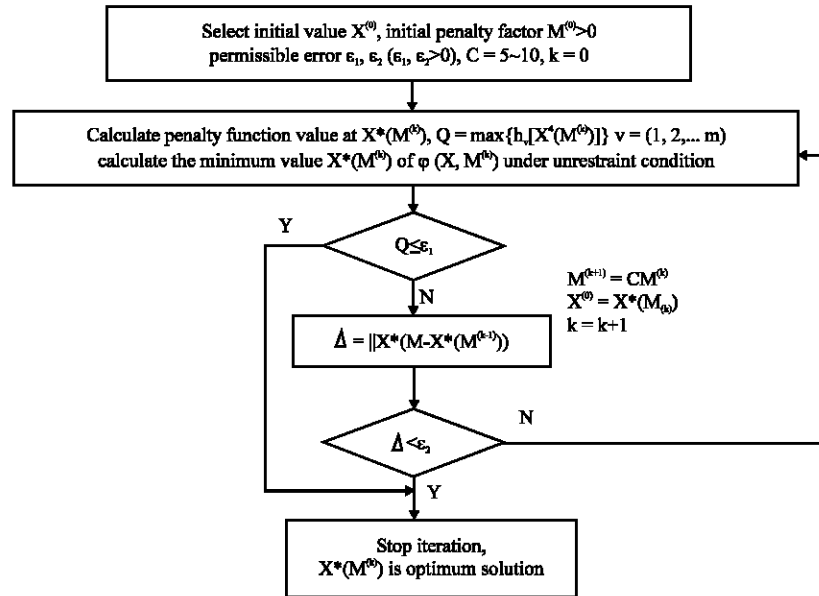 Select initial value X⁽⁰⁾, initial penalty factor M⁽⁰⁾>0
permissible error ε₁, ε₂ (ε₁, ε₂>0), C = 5~10, k = 0
Calculate penalty function value at X*(M⁽ᵏ⁾), Q = max{hᵥ[X⁴(M⁽ᵏ⁾)]} v = (1, 2,... m)
calculate the minimum value X*(M⁽ᵏ⁾) of φ (X, M⁽ᵏ⁾) under unrestraint condition
Y
Q≤ε₁
N
M⁽ᵏ⁺¹⁾ = CM⁽ᵏ⁾
X⁽⁰⁾ = X*(M₍ₖ₎)
k = k+1
Δ = ||X*(M-X*(M⁽ᵏ⁻¹⁾))
N
Δ<ε₂
Y
Stop iteration,
X*(M⁽ᵏ⁾) is optimum solution